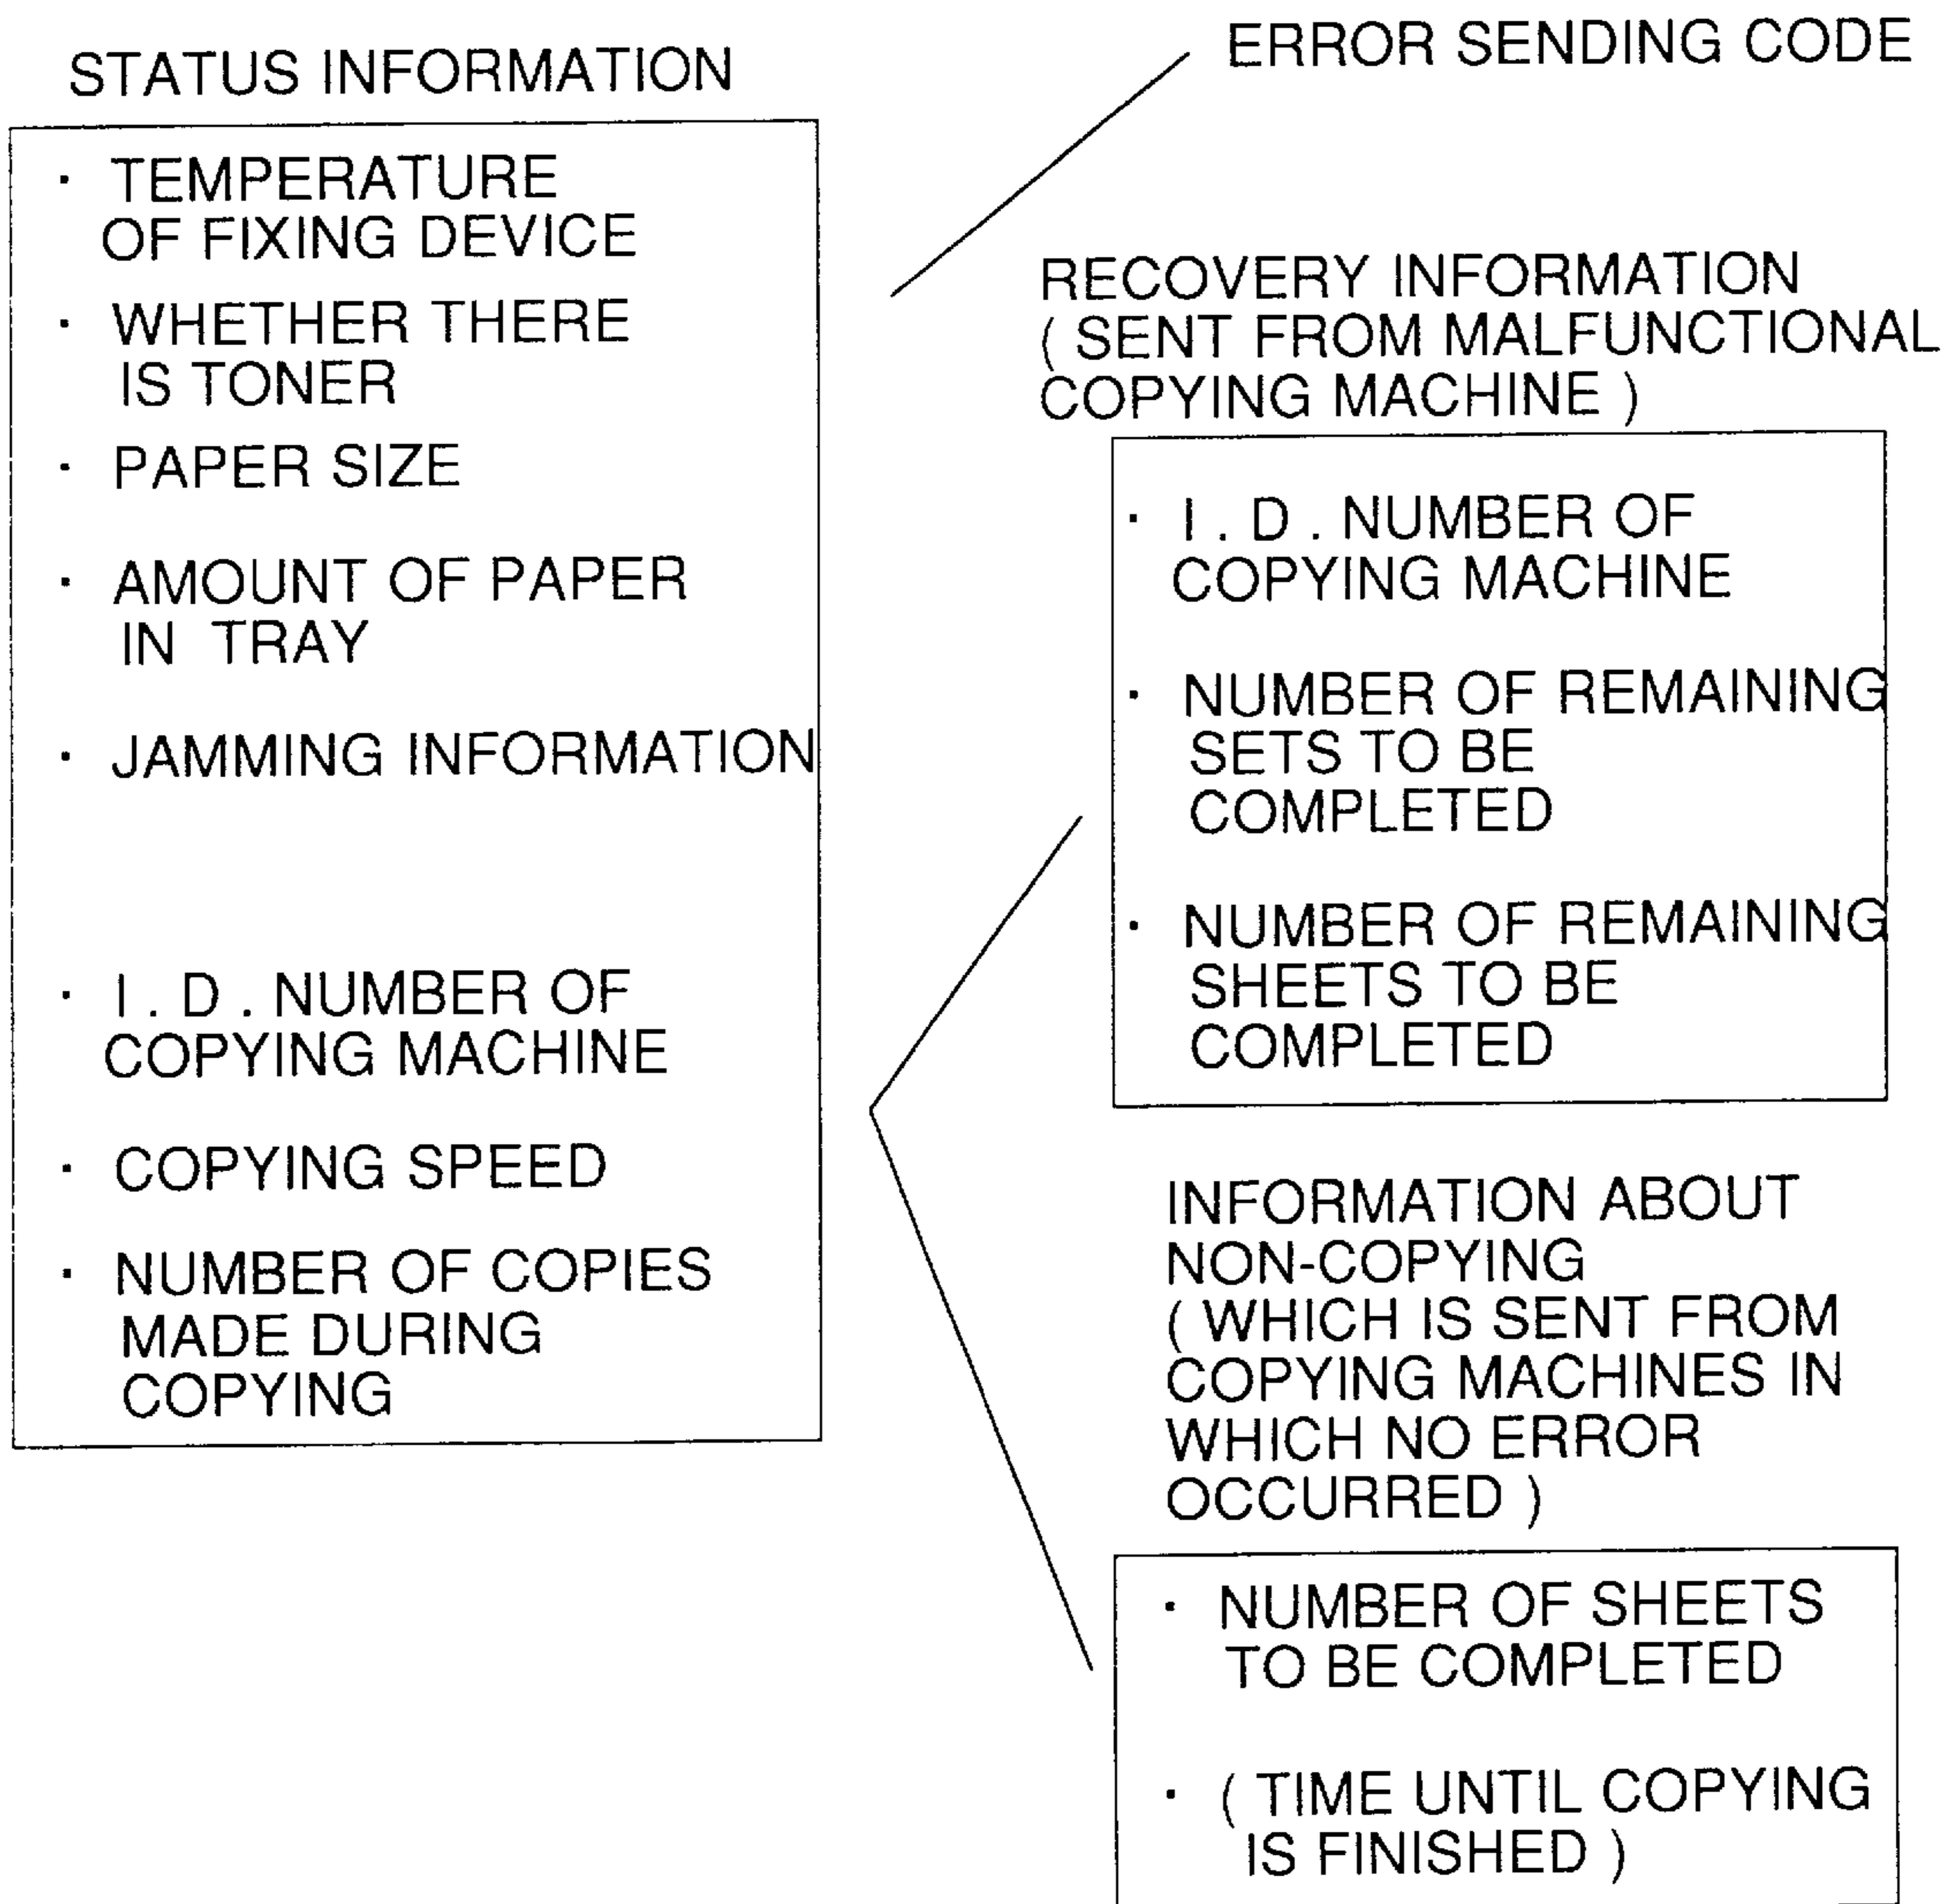 STATUS INFORMATION
· TEMPERATURE
OF FIXING DEVICE
· WHETHER THERE
IS TONER
· PAPER SIZE
· AMOUNT OF PAPER
IN TRAY
· JAMMING INFORMATION
· I . D . NUMBER OF
COPYING MACHINE
· COPYING SPEED
· NUMBER OF COPIES
MADE DURING
COPYING
ERROR SENDING CODE
RECOVERY INFORMATION
( SENT FROM MALFUNCTIONAL
COPYING MACHINE )
· I . D . NUMBER OF
COPYING MACHINE
· NUMBER OF REMAINING
SETS TO BE
COMPLETED
· NUMBER OF REMAINING
SHEETS TO BE
COMPLETED
INFORMATION ABOUT
NON-COPYING
( WHICH IS SENT FROM
COPYING MACHINES IN
WHICH NO ERROR
OCCURRED )
· NUMBER OF SHEETS
TO BE COMPLETED
· ( TIME UNTIL COPYING
IS FINISHED )